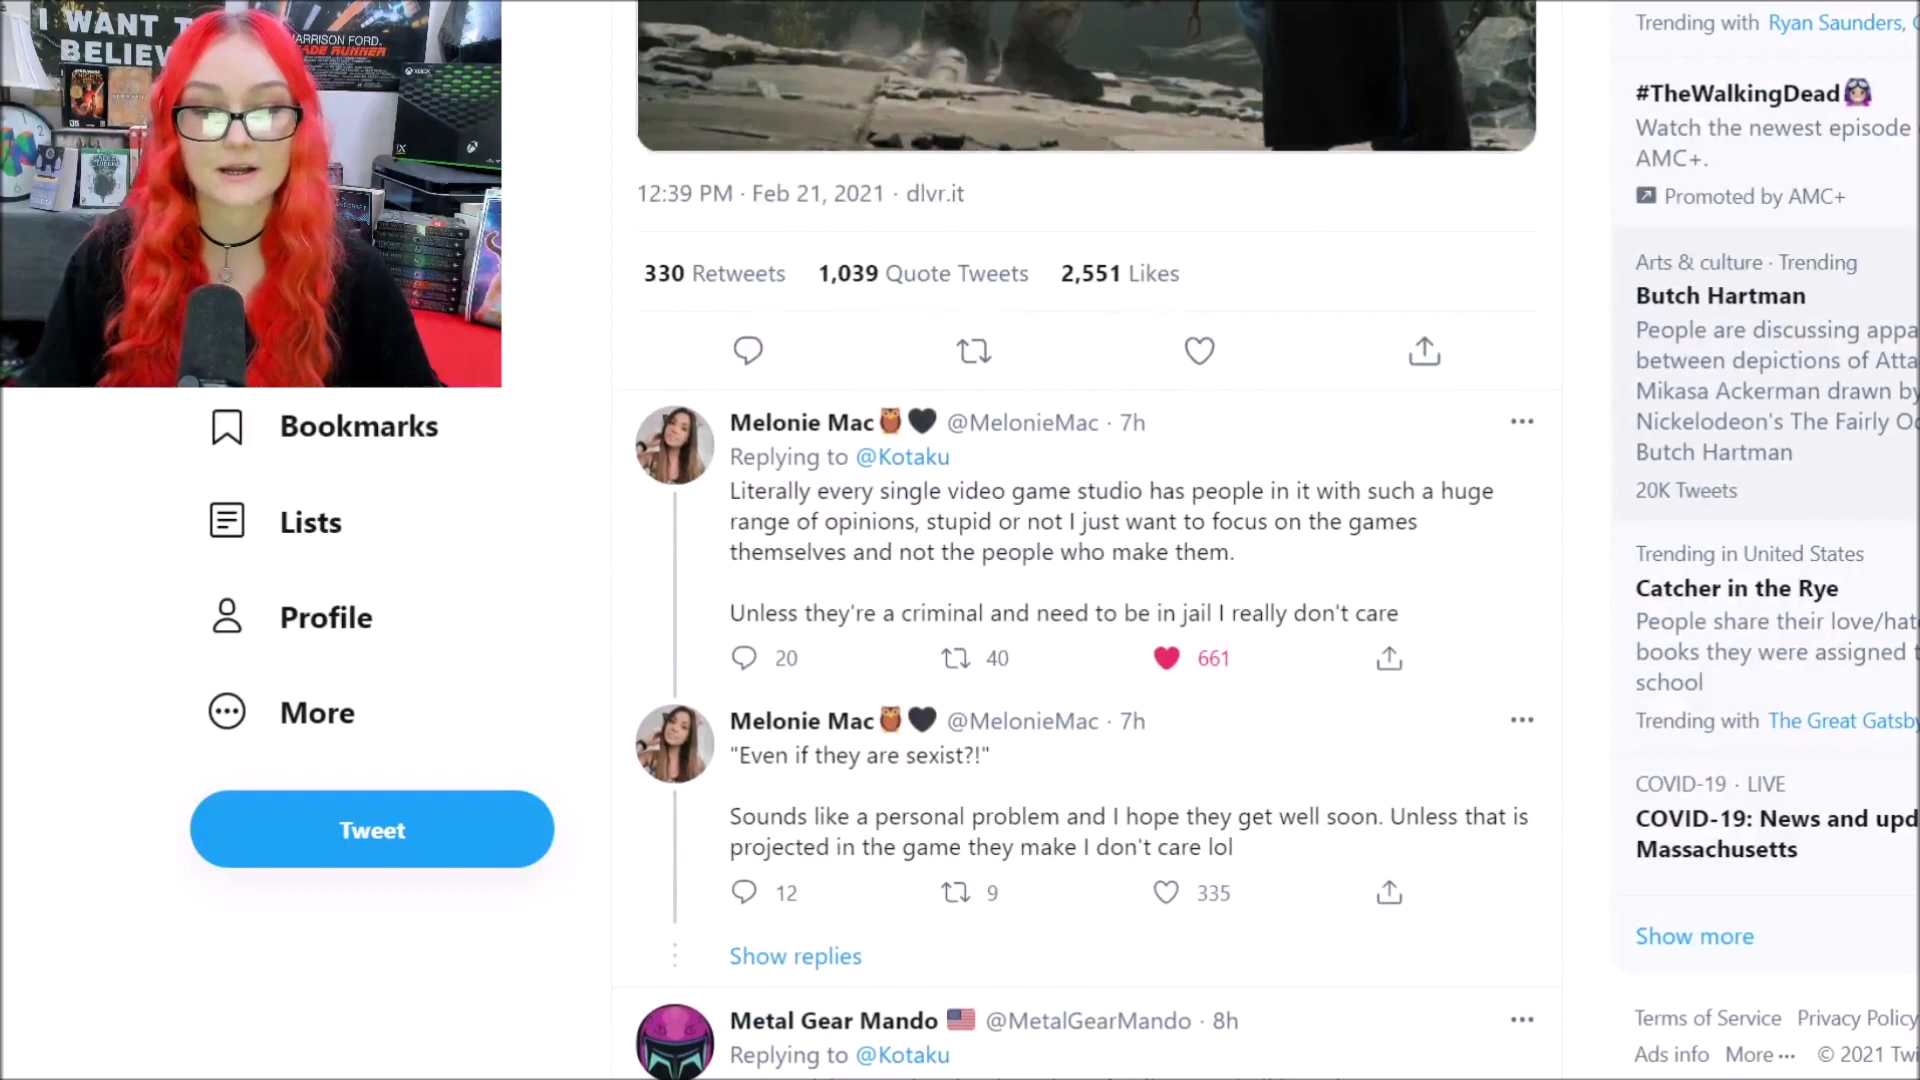 I WANT T
BELIEV
HARRISON FORD
BLADE RUNNER
XBOX
12:39 PM · Feb 21, 2021 · dlvr.it
330 Retweets 1,039 Quote Tweets 2,551 Likes
Bookmarks
Lists
Profile
More
Tweet
Melonie Mac🦉🖤 @MelonieMac · 7h
Replying to @Kotaku
Literally every single video game studio has people in it with such a huge
range of opinions, stupid or not I just want to focus on the games
themselves and not the people who make them.
Unless they're a criminal and need to be in jail I really don't care
20 40 661
Melonie Mac🦉🖤 @MelonieMac · 7h
"Even if they are sexist?!"
Sounds like a personal problem and I hope they get well soon. Unless that is
projected in the game they make I don't care lol
12 9 335
Show replies
Metal Gear Mando 🇺🇸 @MetalGearMando · 8h
Replying to @Kotaku
Trending with Ryan Saunders,
#TheWalkingDead
Watch the newest episode
AMC+.
Promoted by AMC+
Arts & culture · Trending
Butch Hartman
People are discussing appa
between depictions of Atta
Mikasa Ackerman drawn by
Nickelodeon's The Fairly O
Butch Hartman
20K Tweets
Trending in United States
Catcher in the Rye
People share their love/hat
books they were assigned t
school
Trending with The Great Gatsby
COVID-19 · LIVE
COVID-19: News and upd
Massachusetts
Show more
Terms of Service Privacy Policy
Ads info More ··· © 2021 Twi